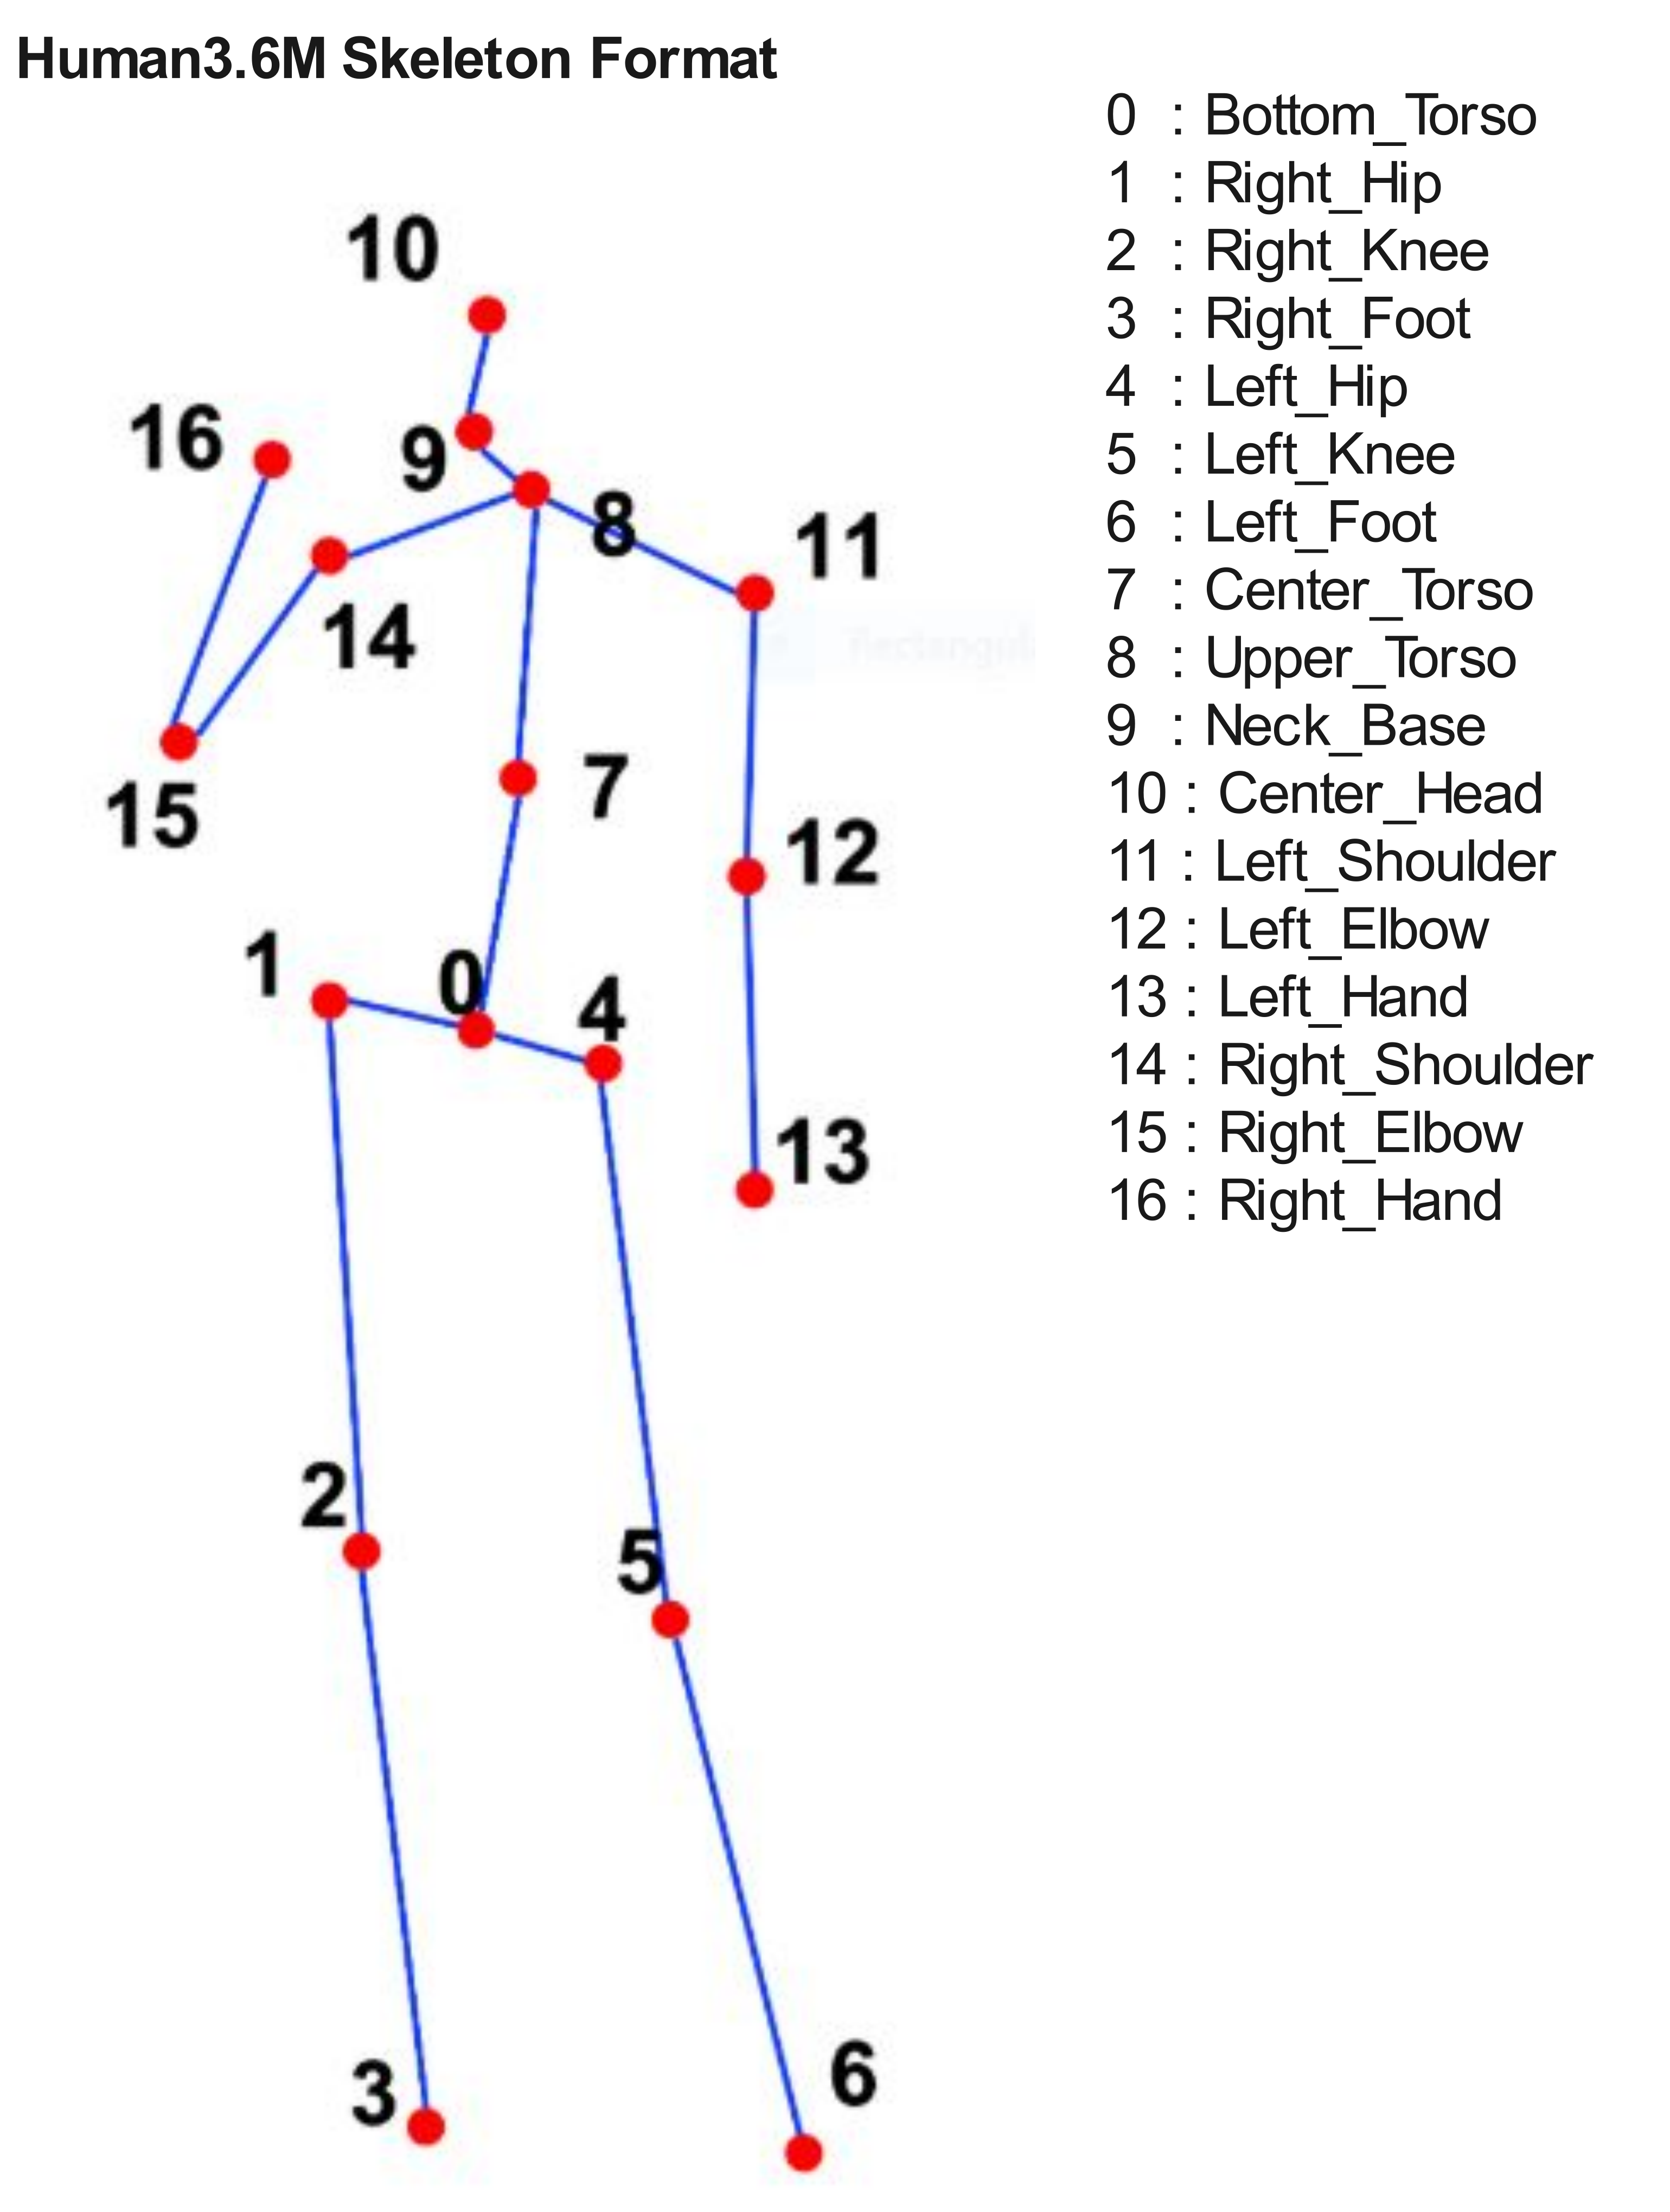 Human3.6M Skeleton Format
0 : Bottom_Torso
1 : Right_Hip
2 : Right_Knee
3 : Right_Foot
4 : Left_Hip
5 : Left_Knee
6 : Left_Foot
7 : Center_Torso
8 : Upper_Torso
9 : Neck_Base
10 : Center_Head
11 : Left_Shoulder
12 : Left_Elbow
13 : Left_Hand
14 : Right_Shoulder
15 : Right_Elbow
16 : Right_Hand
10
16
9
8
11
14
7
15
12
1
0
4
13
2
5
3
6